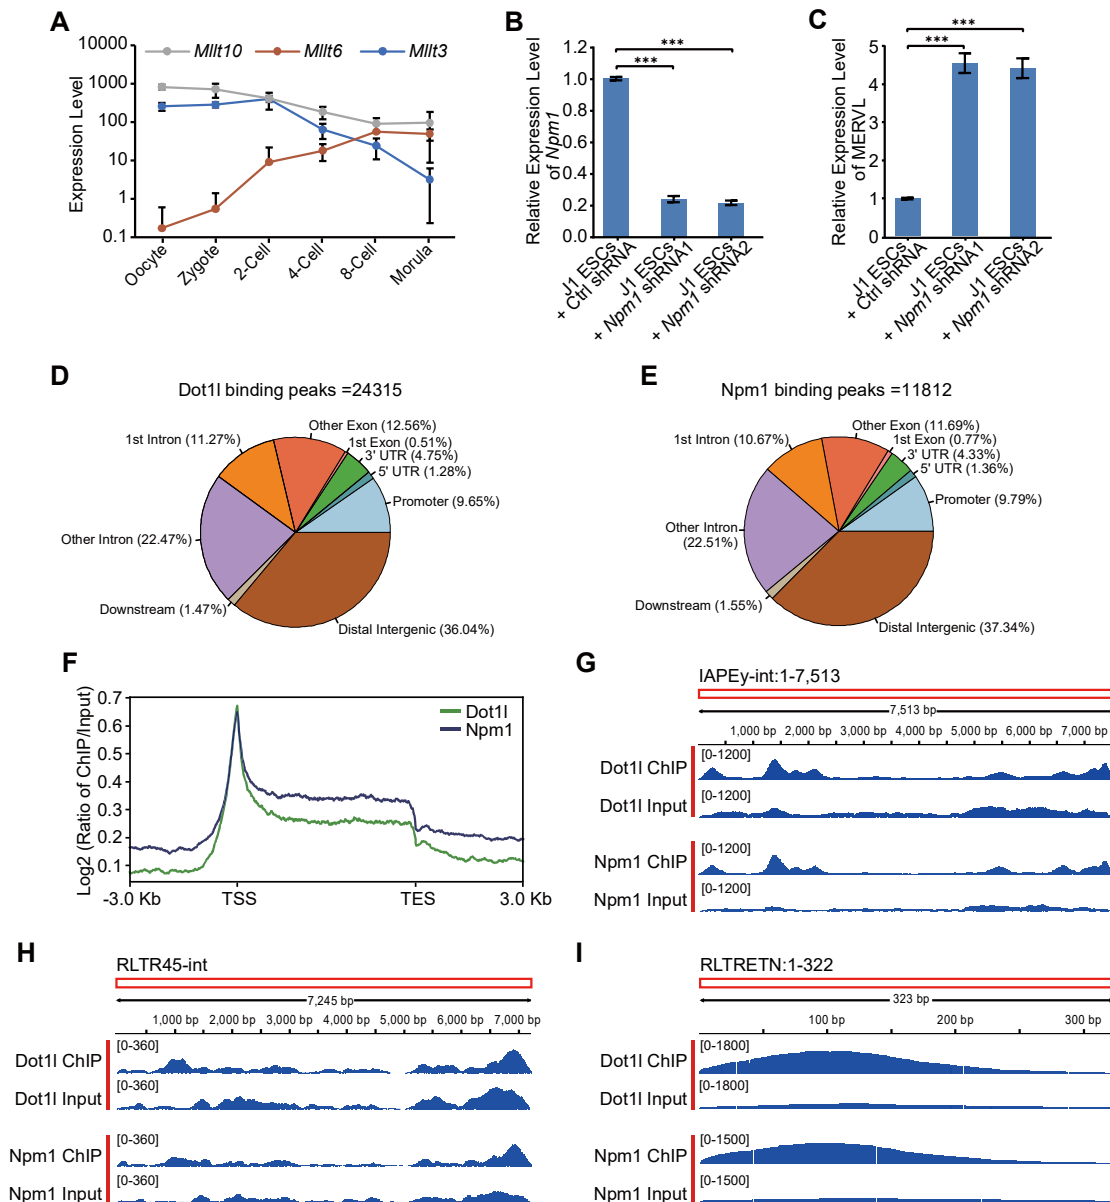 A
Mllt10
Mllt6
Mllt3
Expression Level
10000
1000
100
10
1
0.1
Oocyte
Zygote
2-Cell
4-Cell
8-Cell
Morula
B
***
***
Relative Expression Level
of Npm1
1.2
1.0
0.8
0.6
0.4
0.2
0.0
J1 ESCs
+ Ctrl shRNA
J1 ESCs
+ Npm1 shRNA1
J1 ESCs
+ Npm1 shRNA2
C
***
***
Relative Expression Level
of MERVL
5
4
3
2
1
0
J1 ESCs
+ Ctrl shRNA
J1 ESCs
+ Npm1 shRNA1
J1 ESCs
+ Npm1 shRNA2
D
Dot1l binding peaks =24315
Other Exon (12.56%)
1st Exon (0.51%)
3' UTR (4.75%)
5' UTR (1.28%)
Promoter (9.65%)
1st Intron (11.27%)
Other Intron (22.47%)
Downstream (1.47%)
Distal Intergenic (36.04%)
E
Npm1 binding peaks =11812
Other Exon (11.69%)
1st Exon (0.77%)
3' UTR (4.33%)
5' UTR (1.36%)
Promoter (9.79%)
1st Intron (10.67%)
Other Intron
(22.51%)
Downstream (1.55%)
Distal Intergenic (37.34%)
F
Log2 (Ratio of ChIP/Input)
0.7
0.6
0.5
0.4
0.3
0.2
0.1
Dot1l
Npm1
-3.0 Kb
TSS
TES
3.0 Kb
G
IAPEy-int:1-7,513
7,513 bp
1,000 bp 2,000 bp 3,000 bp 4,000 bp 5,000 bp 6,000 bp 7,000 bp
Dot1l ChIP [0-1200]
Dot1l Input [0-1200]
Npm1 ChIP [0-1200]
Npm1 Input [0-1200]
H
RLTR45-int
7,245 bp
1,000 bp 2,000 bp 3,000 bp 4,000 bp 5,000 bp 6,000 bp 7,000 bp
Dot1l ChIP [0-360]
Dot1l Input [0-360]
Npm1 ChIP [0-360]
Npm1 Input [0-360]
I
RLTRETN:1-322
323 bp
100 bp 200 bp 300 bp
Dot1l ChIP [0-1800]
Dot1l Input [0-1800]
Npm1 ChIP [0-1500]
Npm1 Input [0-1500]